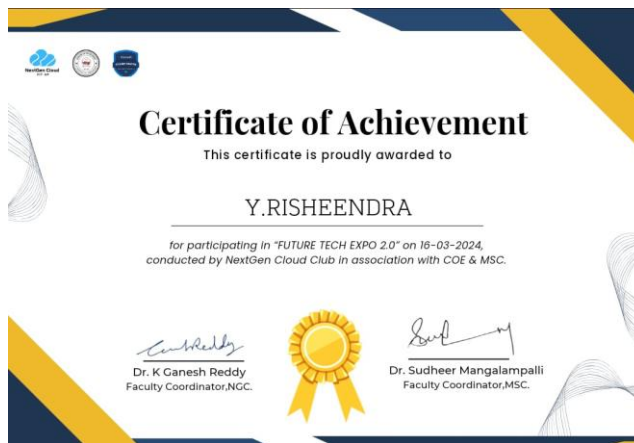 NextGen Cloud
Certificate of Achievement
This certificate is proudly awarded to
Y.RISHEENDRA
for participating in "FUTURE TECH EXPO 2.0" on 16-03-2024,
conducted by NextGen Cloud Club in association with COE & MSC.
Dr. K Ganesh Reddy
Faculty Coordinator,NGC.
Dr. Sudheer Mangalampalli
Faculty Coordinator,MSC.